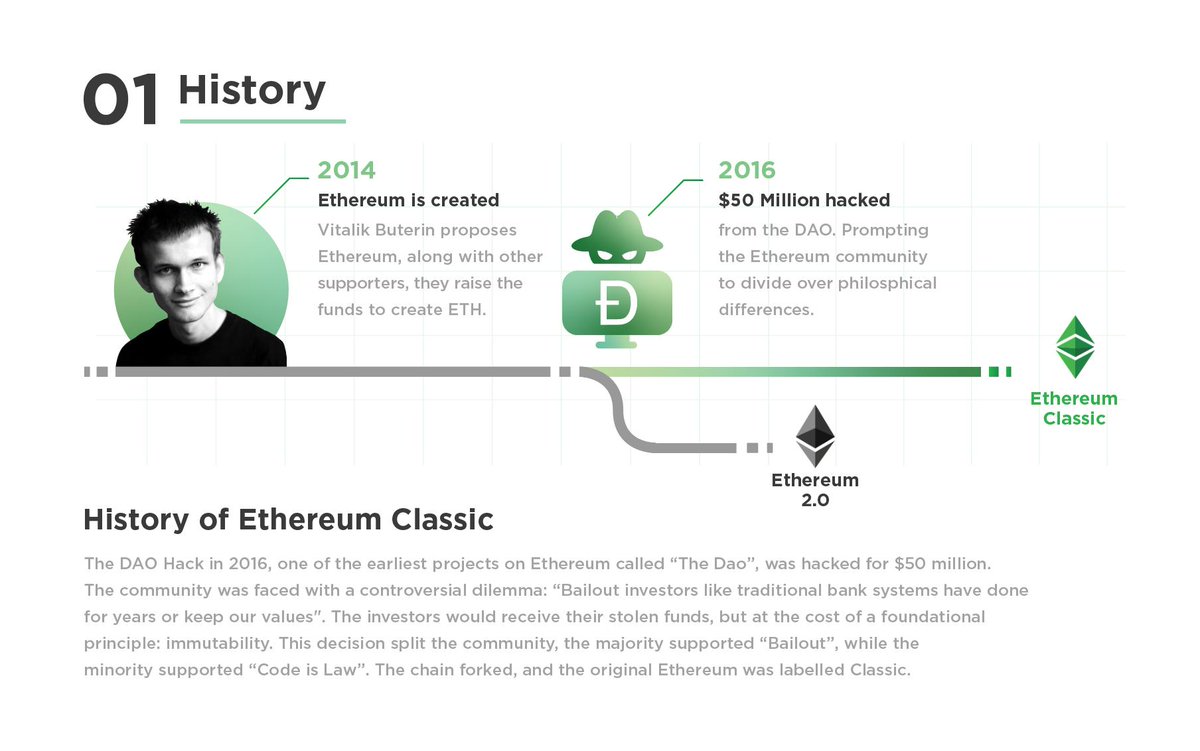 01 History
2014
Ethereum is created
Vitalik Buterin proposes
Ethereum, along with other
supporters, they raise the
funds to create ETH.
2016
$50 Million hacked
from the DAO. Prompting
the Ethereum community
to divide over philosphical
differences.
Đ
Ethereum
Classic
Ethereum
2.0
History of Ethereum Classic
The DAO Hack in 2016, one of the earliest projects on Ethereum called “The Dao”, was hacked for $50 million.
The community was faced with a controversial dilemma: “Bailout investors like traditional bank systems have done
for years or keep our values". The investors would receive their stolen funds, but at the cost of a foundational
principle: immutability. This decision split the community, the majority supported “Bailout”, while the
minority supported “Code is Law”. The chain forked, and the original Ethereum was labelled Classic.